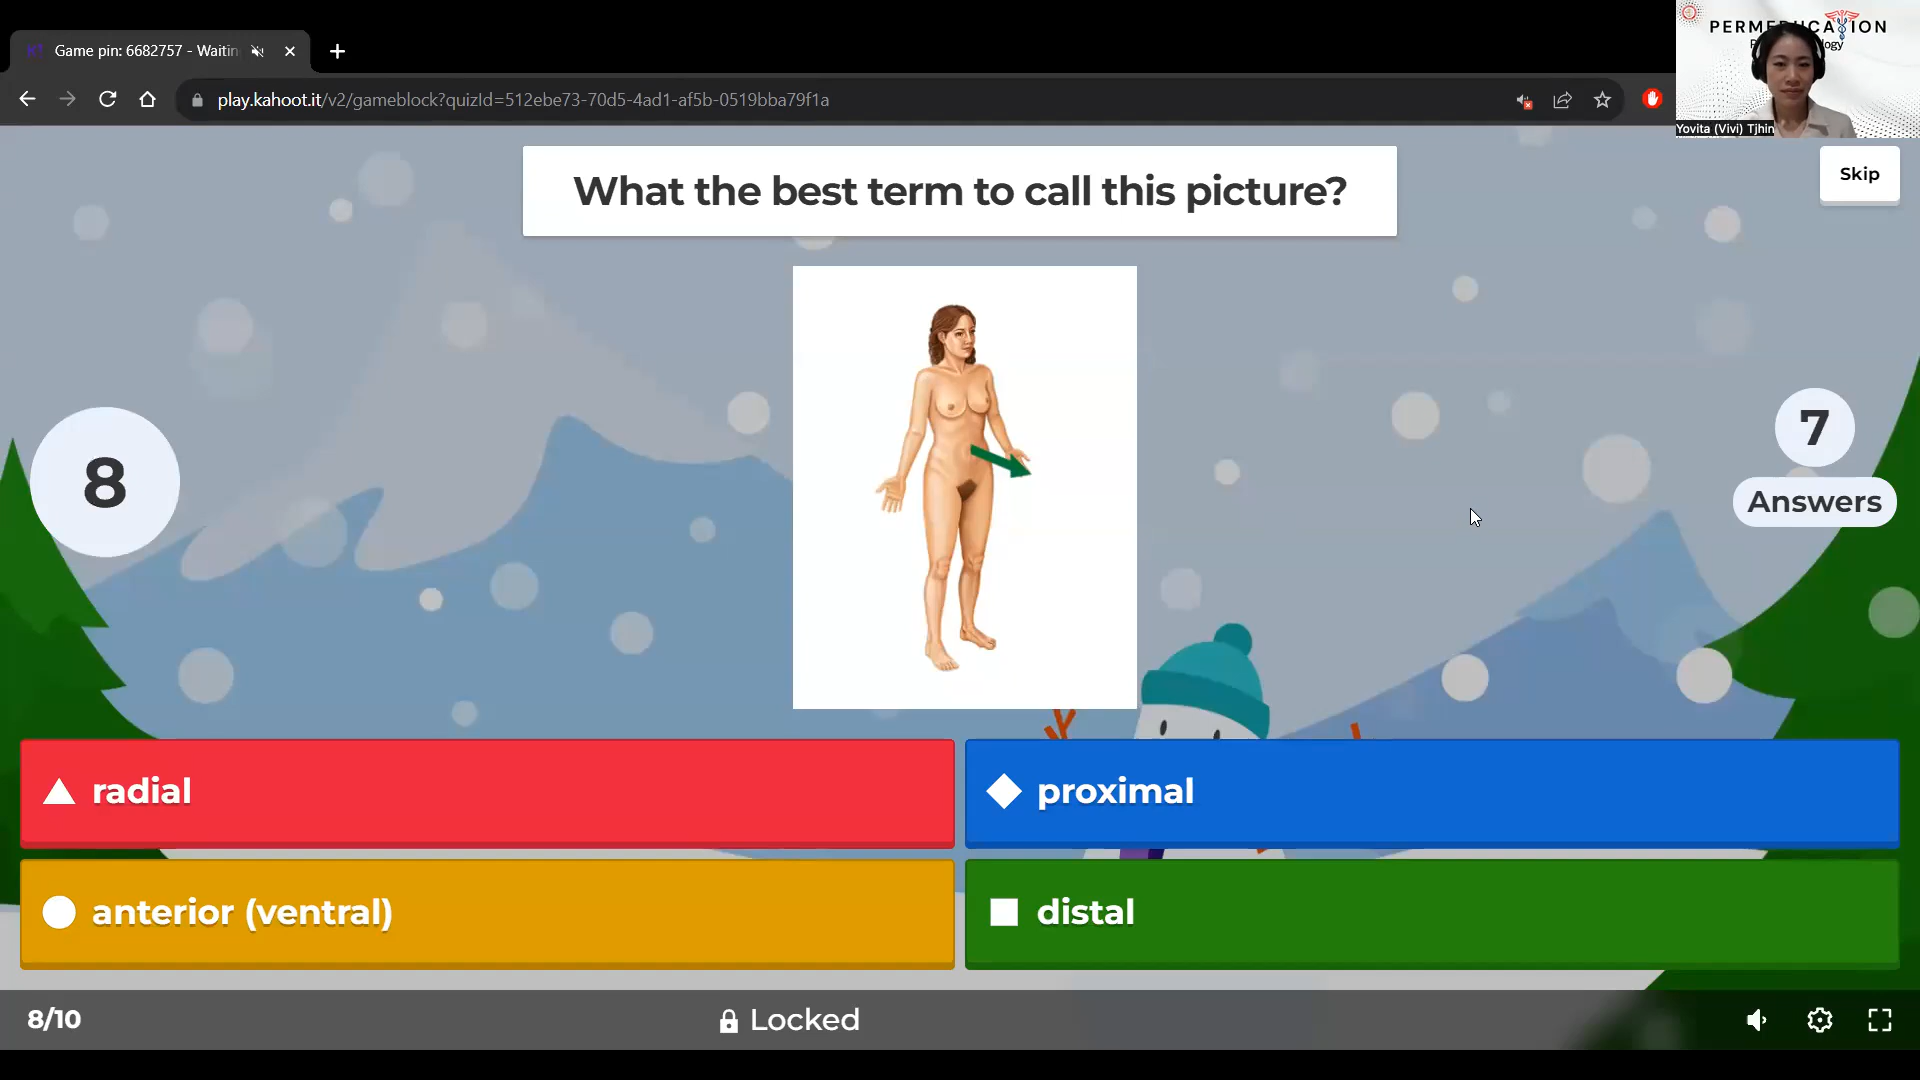 Game pin: 6682757 - Waitin
play.kahoot.it/v2/gameblock?quizId=512ebe73-70d5-4ad1-af5b-0519bba79f1a
Yovita (Vivi) Tjhin
What the best term to call this picture?
Skip
8
7
Answers
radial
proximal
anterior (ventral)
distal
8/10
Locked